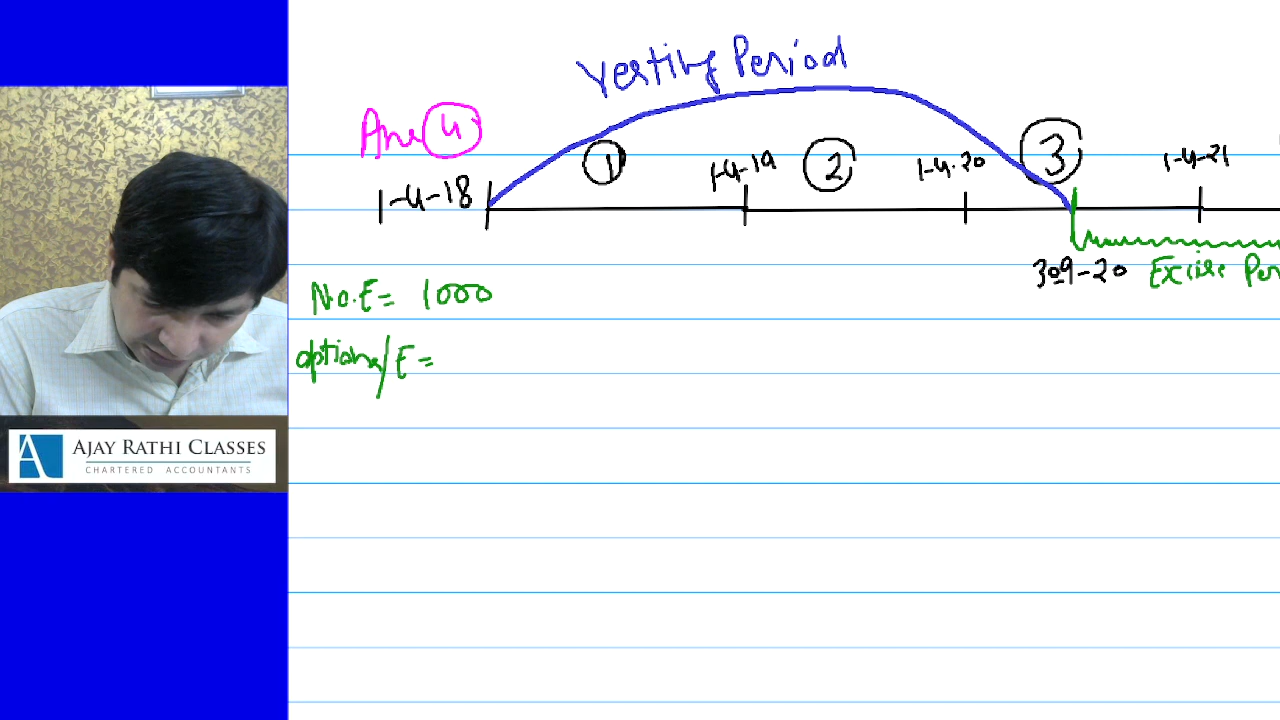 Vesting Period
Ans 4
1-4-18 1 1-4-19 2 1-4-20 3 1-4-21
30-9-20
N.O.E = 1000
options/E =
AJAY RATHI CLASSES
CHARTERED ACCOUNTANTS